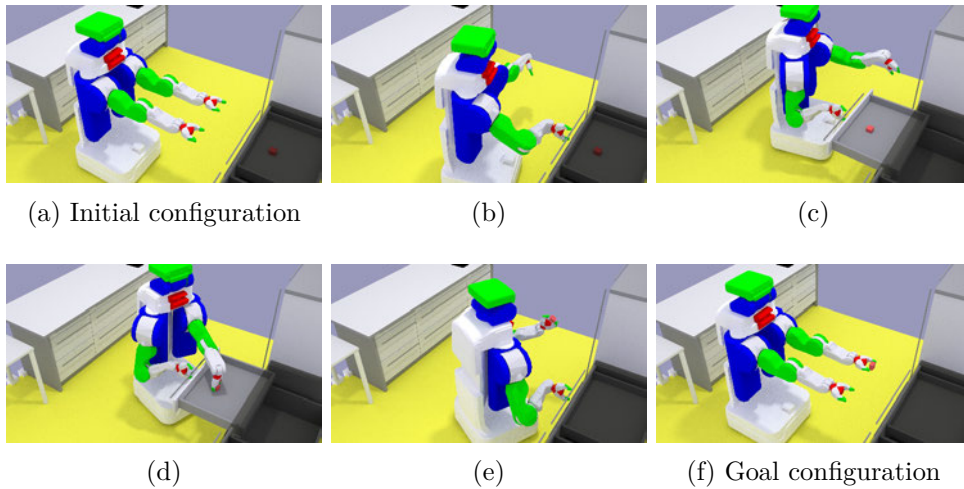 (a) Initial configuration
(b)
(c)
(d)
(e)
(f) Goal configuration